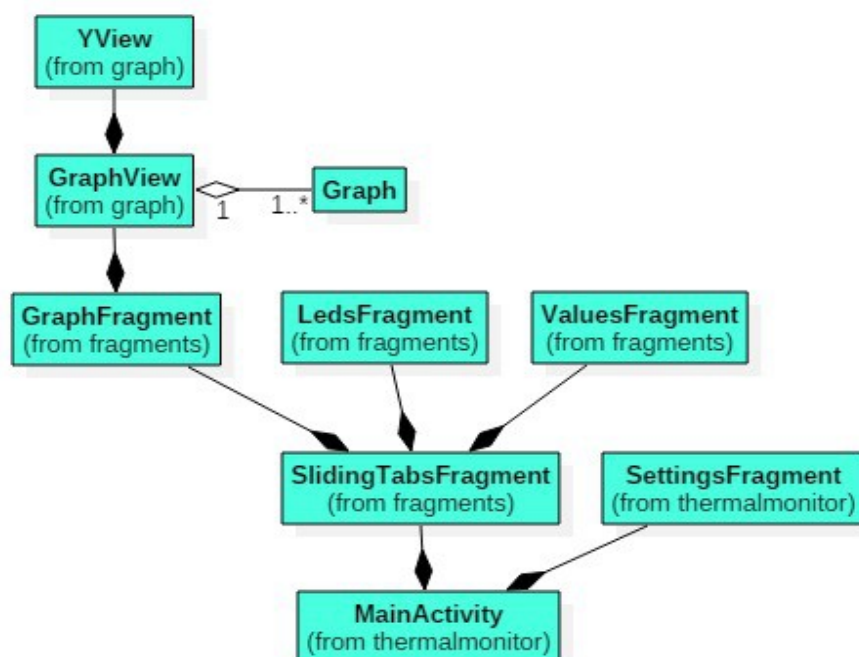 YView
(from graph)
GraphView
(from graph)
1
1..*
Graph
GraphFragment
(from fragments)
LedsFragment
(from fragments)
ValuesFragment
(from fragments)
SlidingTabsFragment
(from fragments)
SettingsFragment
(from thermalmonitor)
MainActivity
(from thermalmonitor)